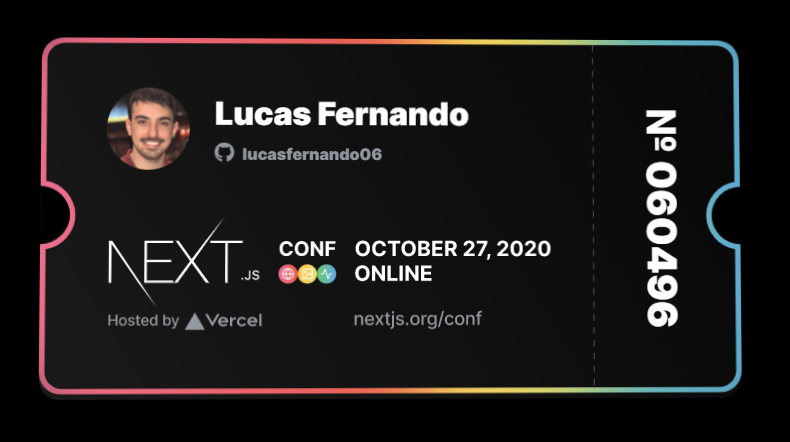 Lucas Fernando
lucasfernando06
NEXT.JS
CONF
OCTOBER 27, 2020
ONLINE
Hosted by Vercel
nextjs.org/conf
№ 060496